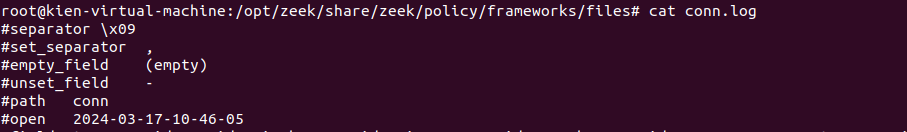 root@kien-virtual-machine:/opt/zeek/share/zeek/policy/frameworks/files# cat conn.log
#separator \x09
#set_separator	,
#empty_field	(empty)
#unset_field	-
#path	conn
#open	2024-03-17-10-46-05